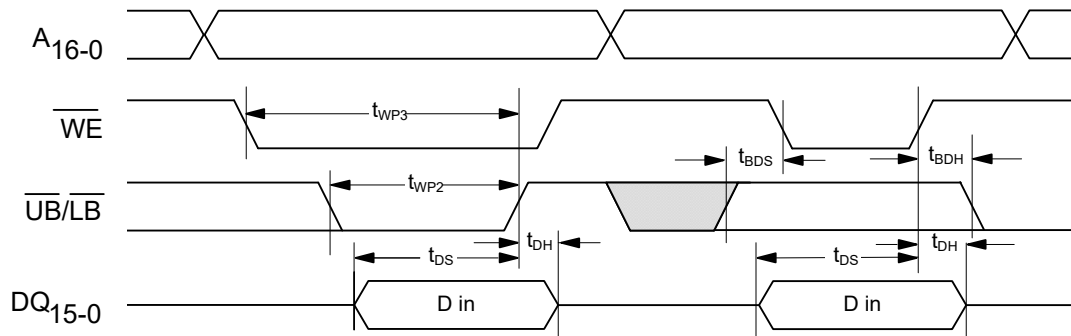 A16-0
WE
tWP3
tBDS
tBDH
UB/LB
tWP2
tDH
tDH
tDS
tDS
DQ15-0
D in
D in